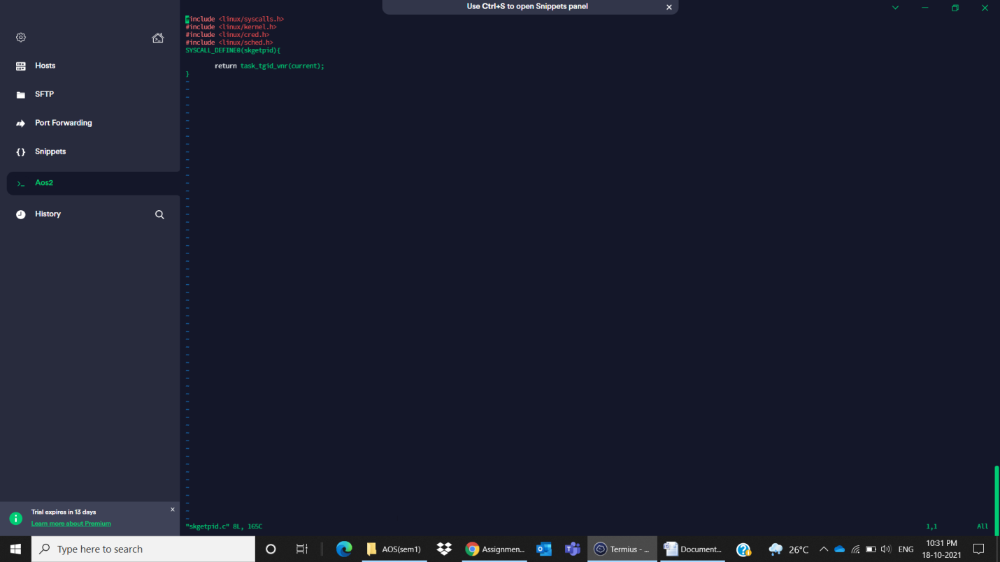 Use Ctrl+S to open Snippets panel
#include <linux/syscalls.h>
#include <linux/kernel.h>
#include <linux/cred.h>
#include <linux/sched.h>
SYSCALL_DEFINE0(skgetpid){
return task_tgid_vnr(current);
}
Hosts
SFTP
Port Forwarding
{} Snippets
>_ Aos2
History
Trial expires in 13 days
Learn more about Premium
"skgetpid.c" 8L, 165C
1,1
All
Type here to search
AOS(sem1)
Assignmen...
Termius - ...
Document...
26°C
ENG
10:31 PM
18-10-2021